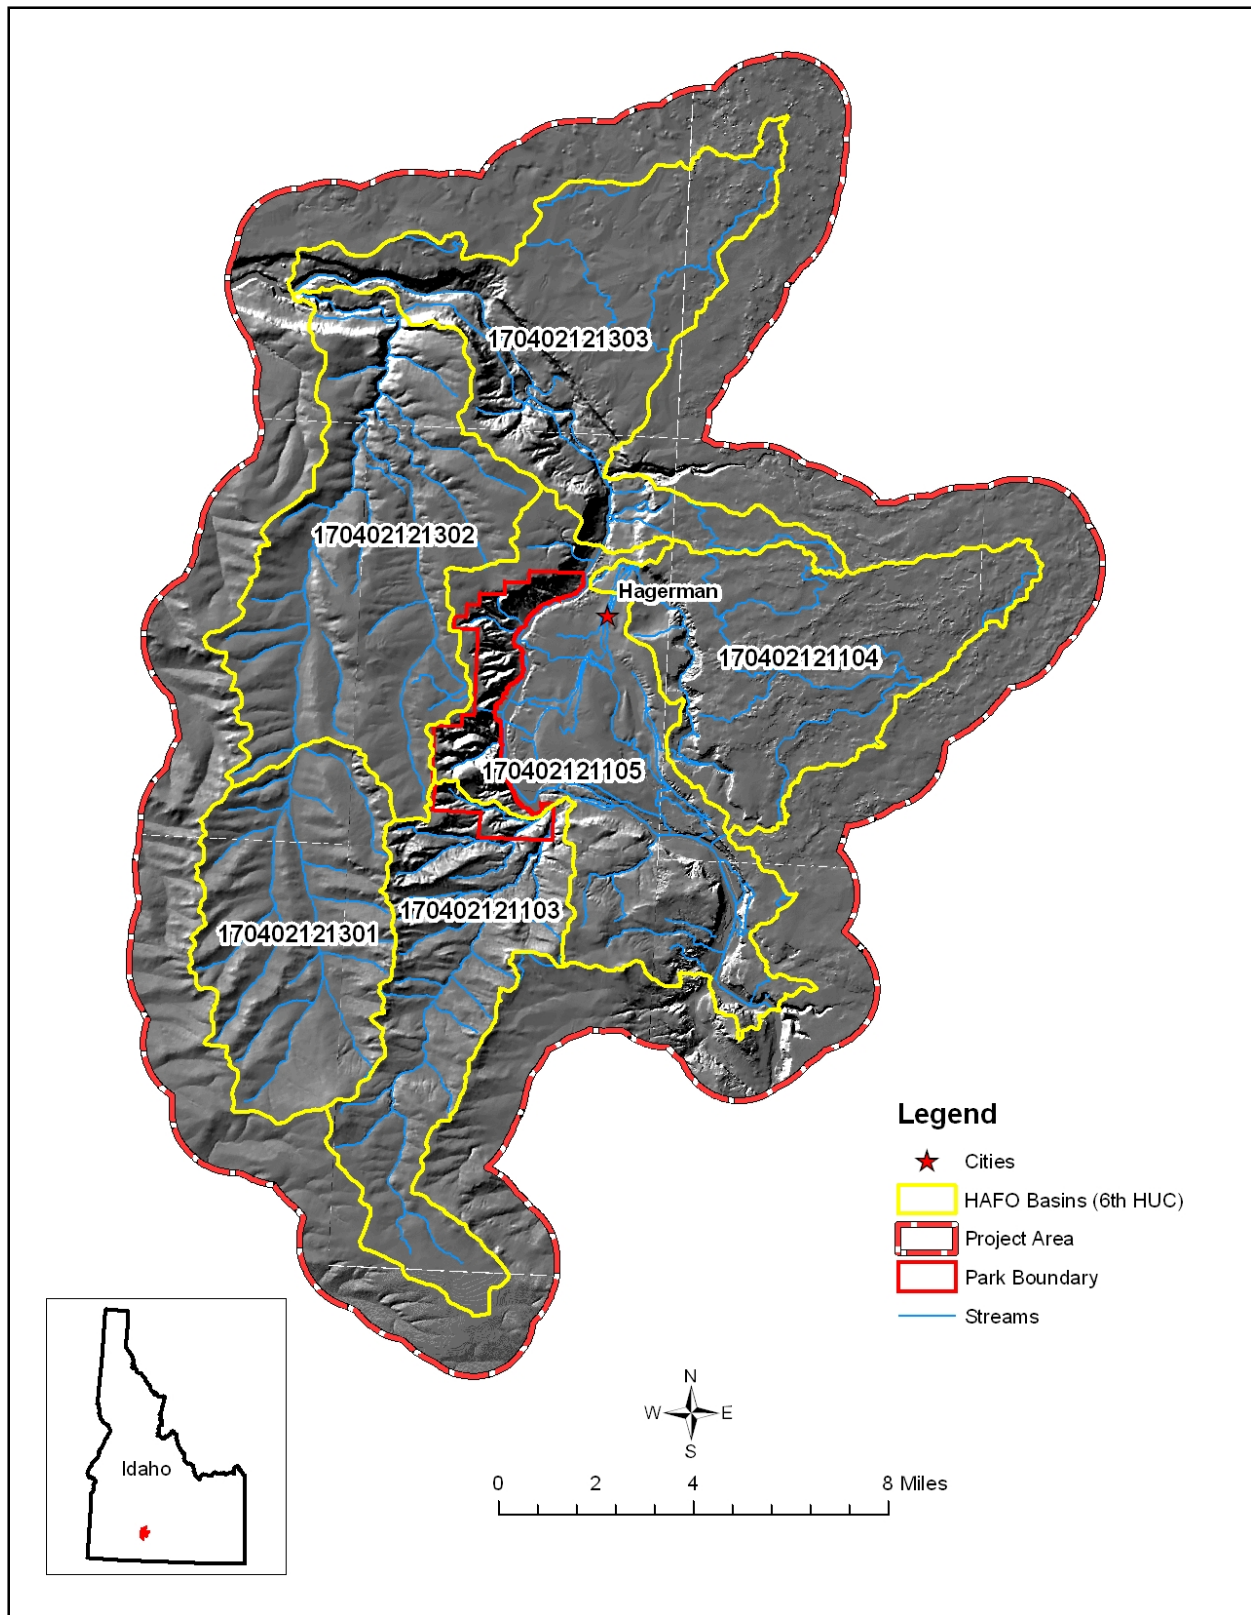 170402121303
170402121302
Hagerman
170402121104
170402121105
170402121103
170402121301
Legend
Cities
HAFO Basins (6th HUC)
Project Area
Park Boundary
Streams
Idaho
N
W E
S
0 2 4 8 Miles